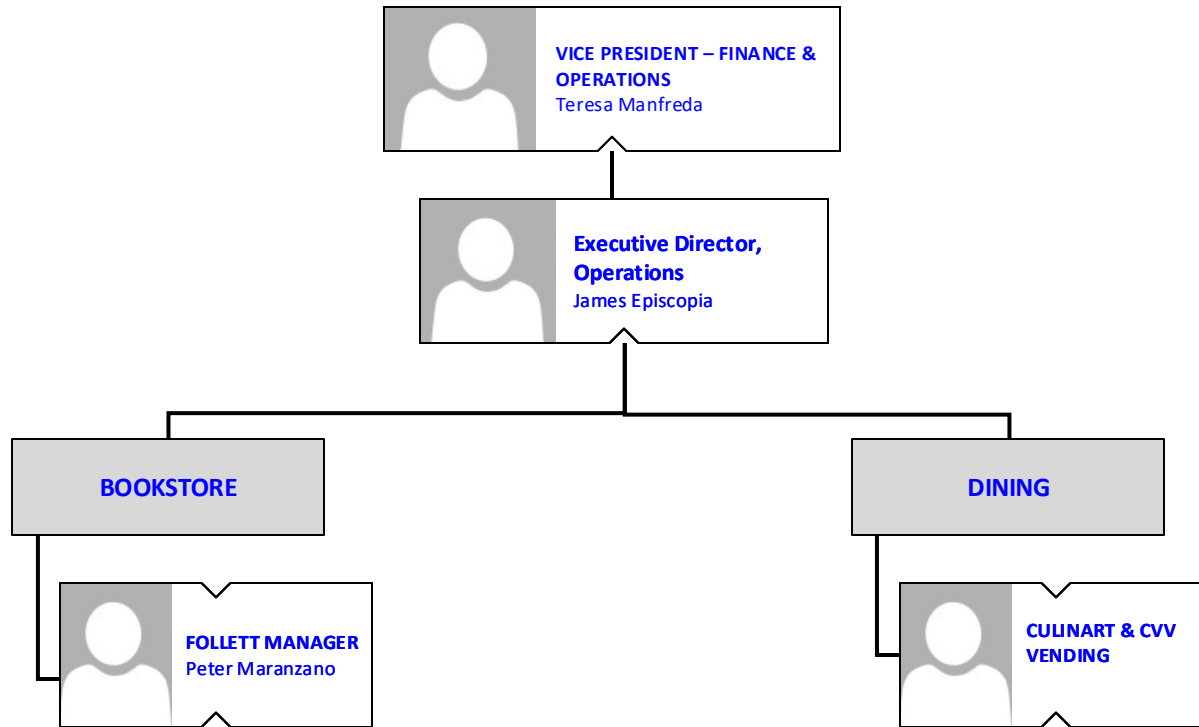 VICE PRESIDENT – FINANCE &
OPERATIONS
Teresa Manfreda
Executive Director,
Operations
James Episcopia
BOOKSTORE
DINING
FOLLETT MANAGER
Peter Maranzano
CULINART & CVV
VENDING